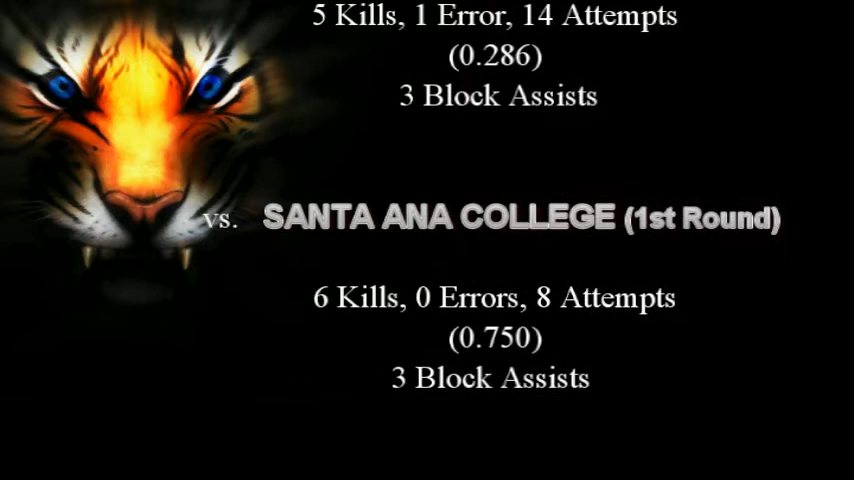 5 Kills, 1 Error, 14 Attempts
(0.286)
3 Block Assists
vs. SANTA ANA COLLEGE (1st Round)
6 Kills, 0 Errors, 8 Attempts
(0.750)
3 Block Assists